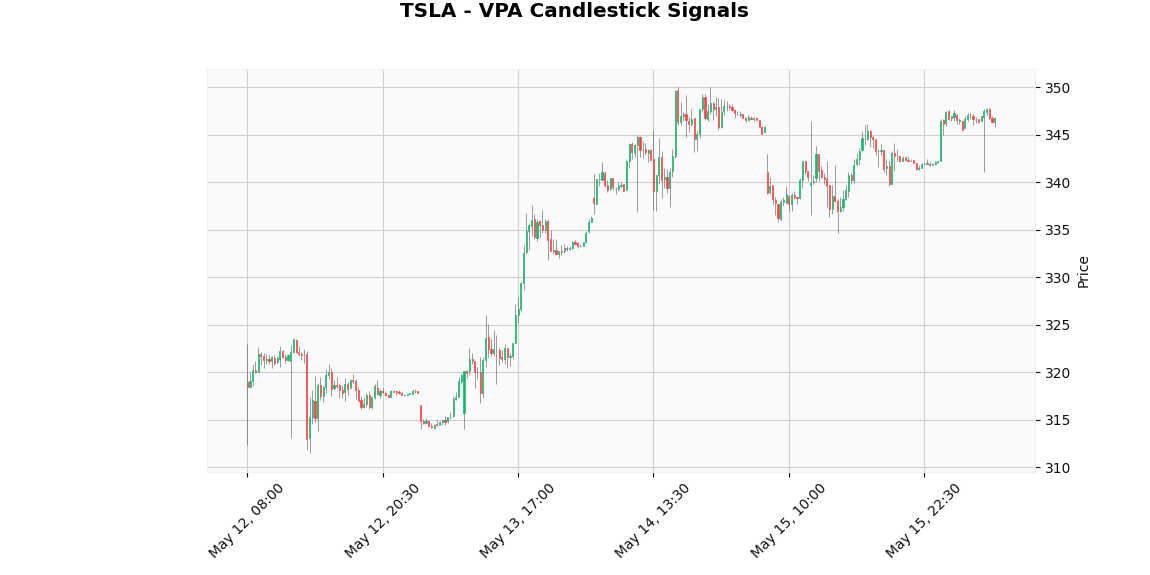 TSLA - VPA Candlestick Signals
350
345
340
335
330
325
320
315
310
Price
May 12, 08:00
May 12, 20:30
May 13, 17:00
May 14, 13:30
May 15, 10:00
May 15, 22:30